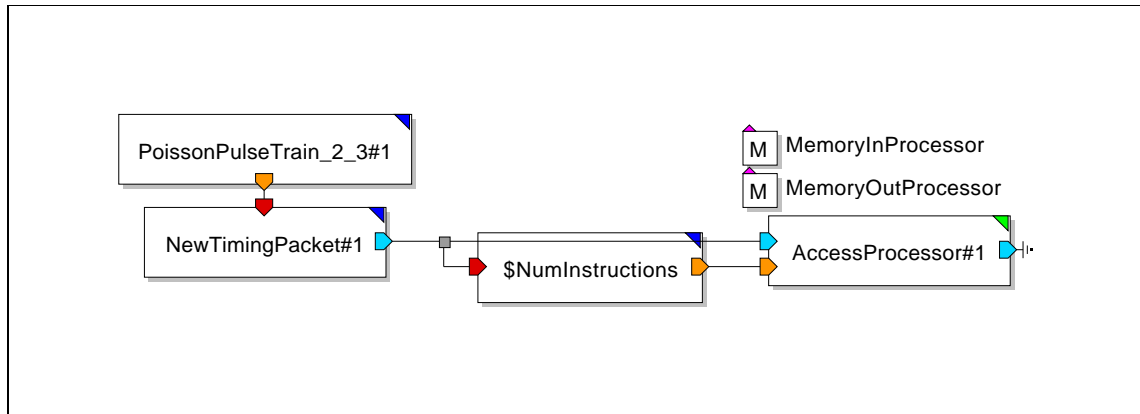 PoissonPulseTrain_2_3#1
M MemoryInProcessor
M MemoryOutProcessor
NewTimingPacket#1
$NumInstructions
AccessProcessor#1